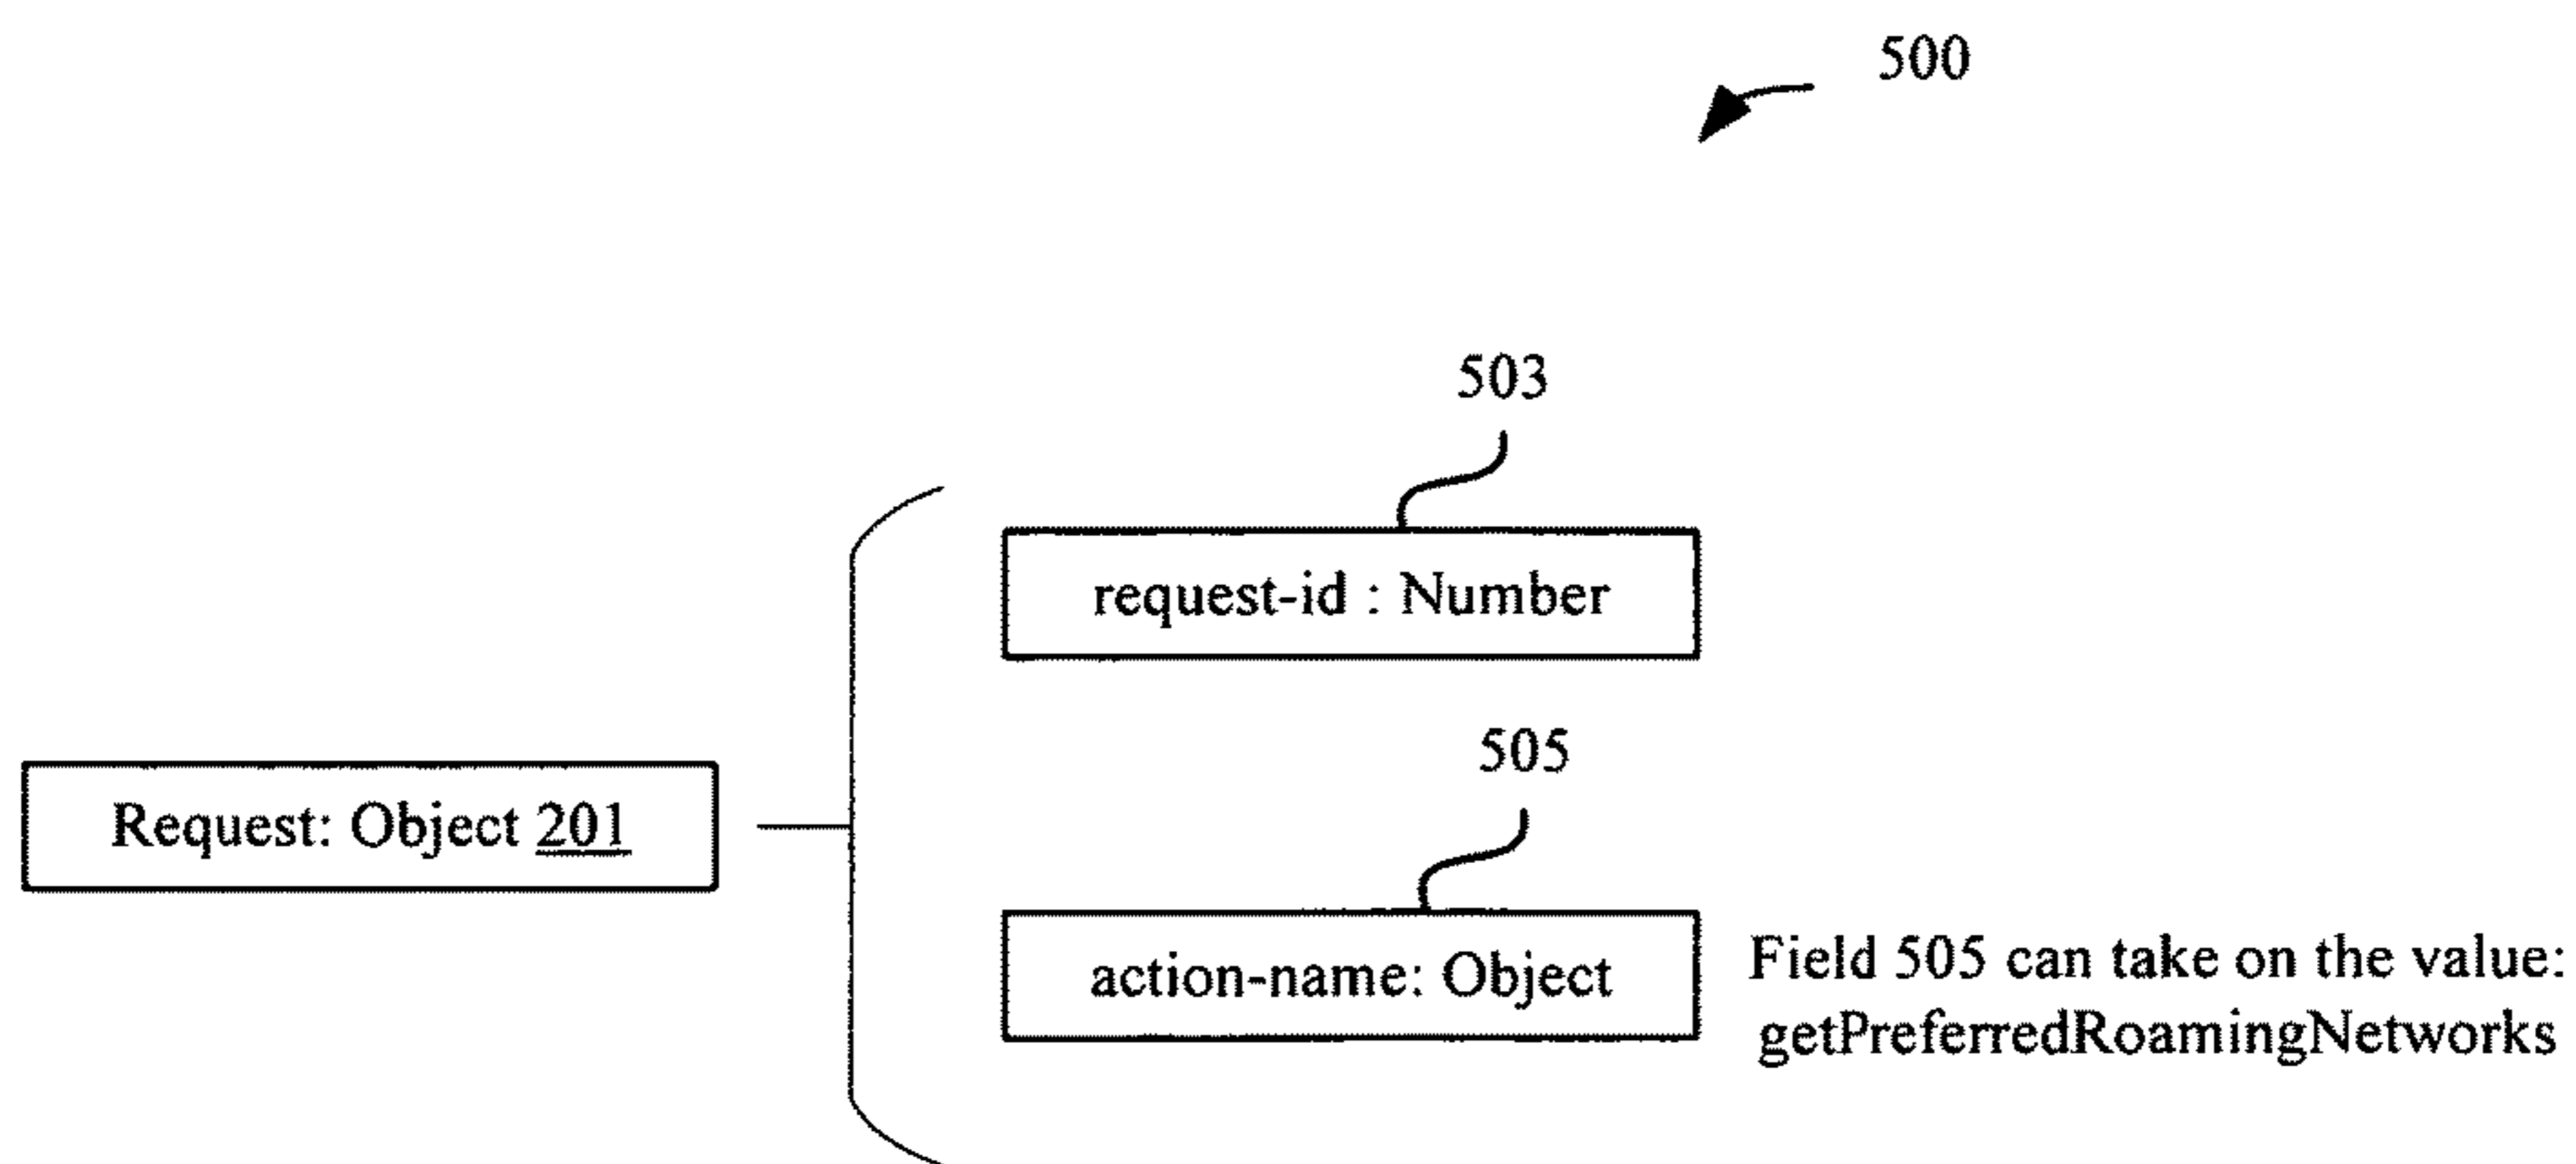 500
503
request-id : Number
505
Request: Object 201
action-name: Object
Field 505 can take on the value:
getPreferredRoamingNetworks